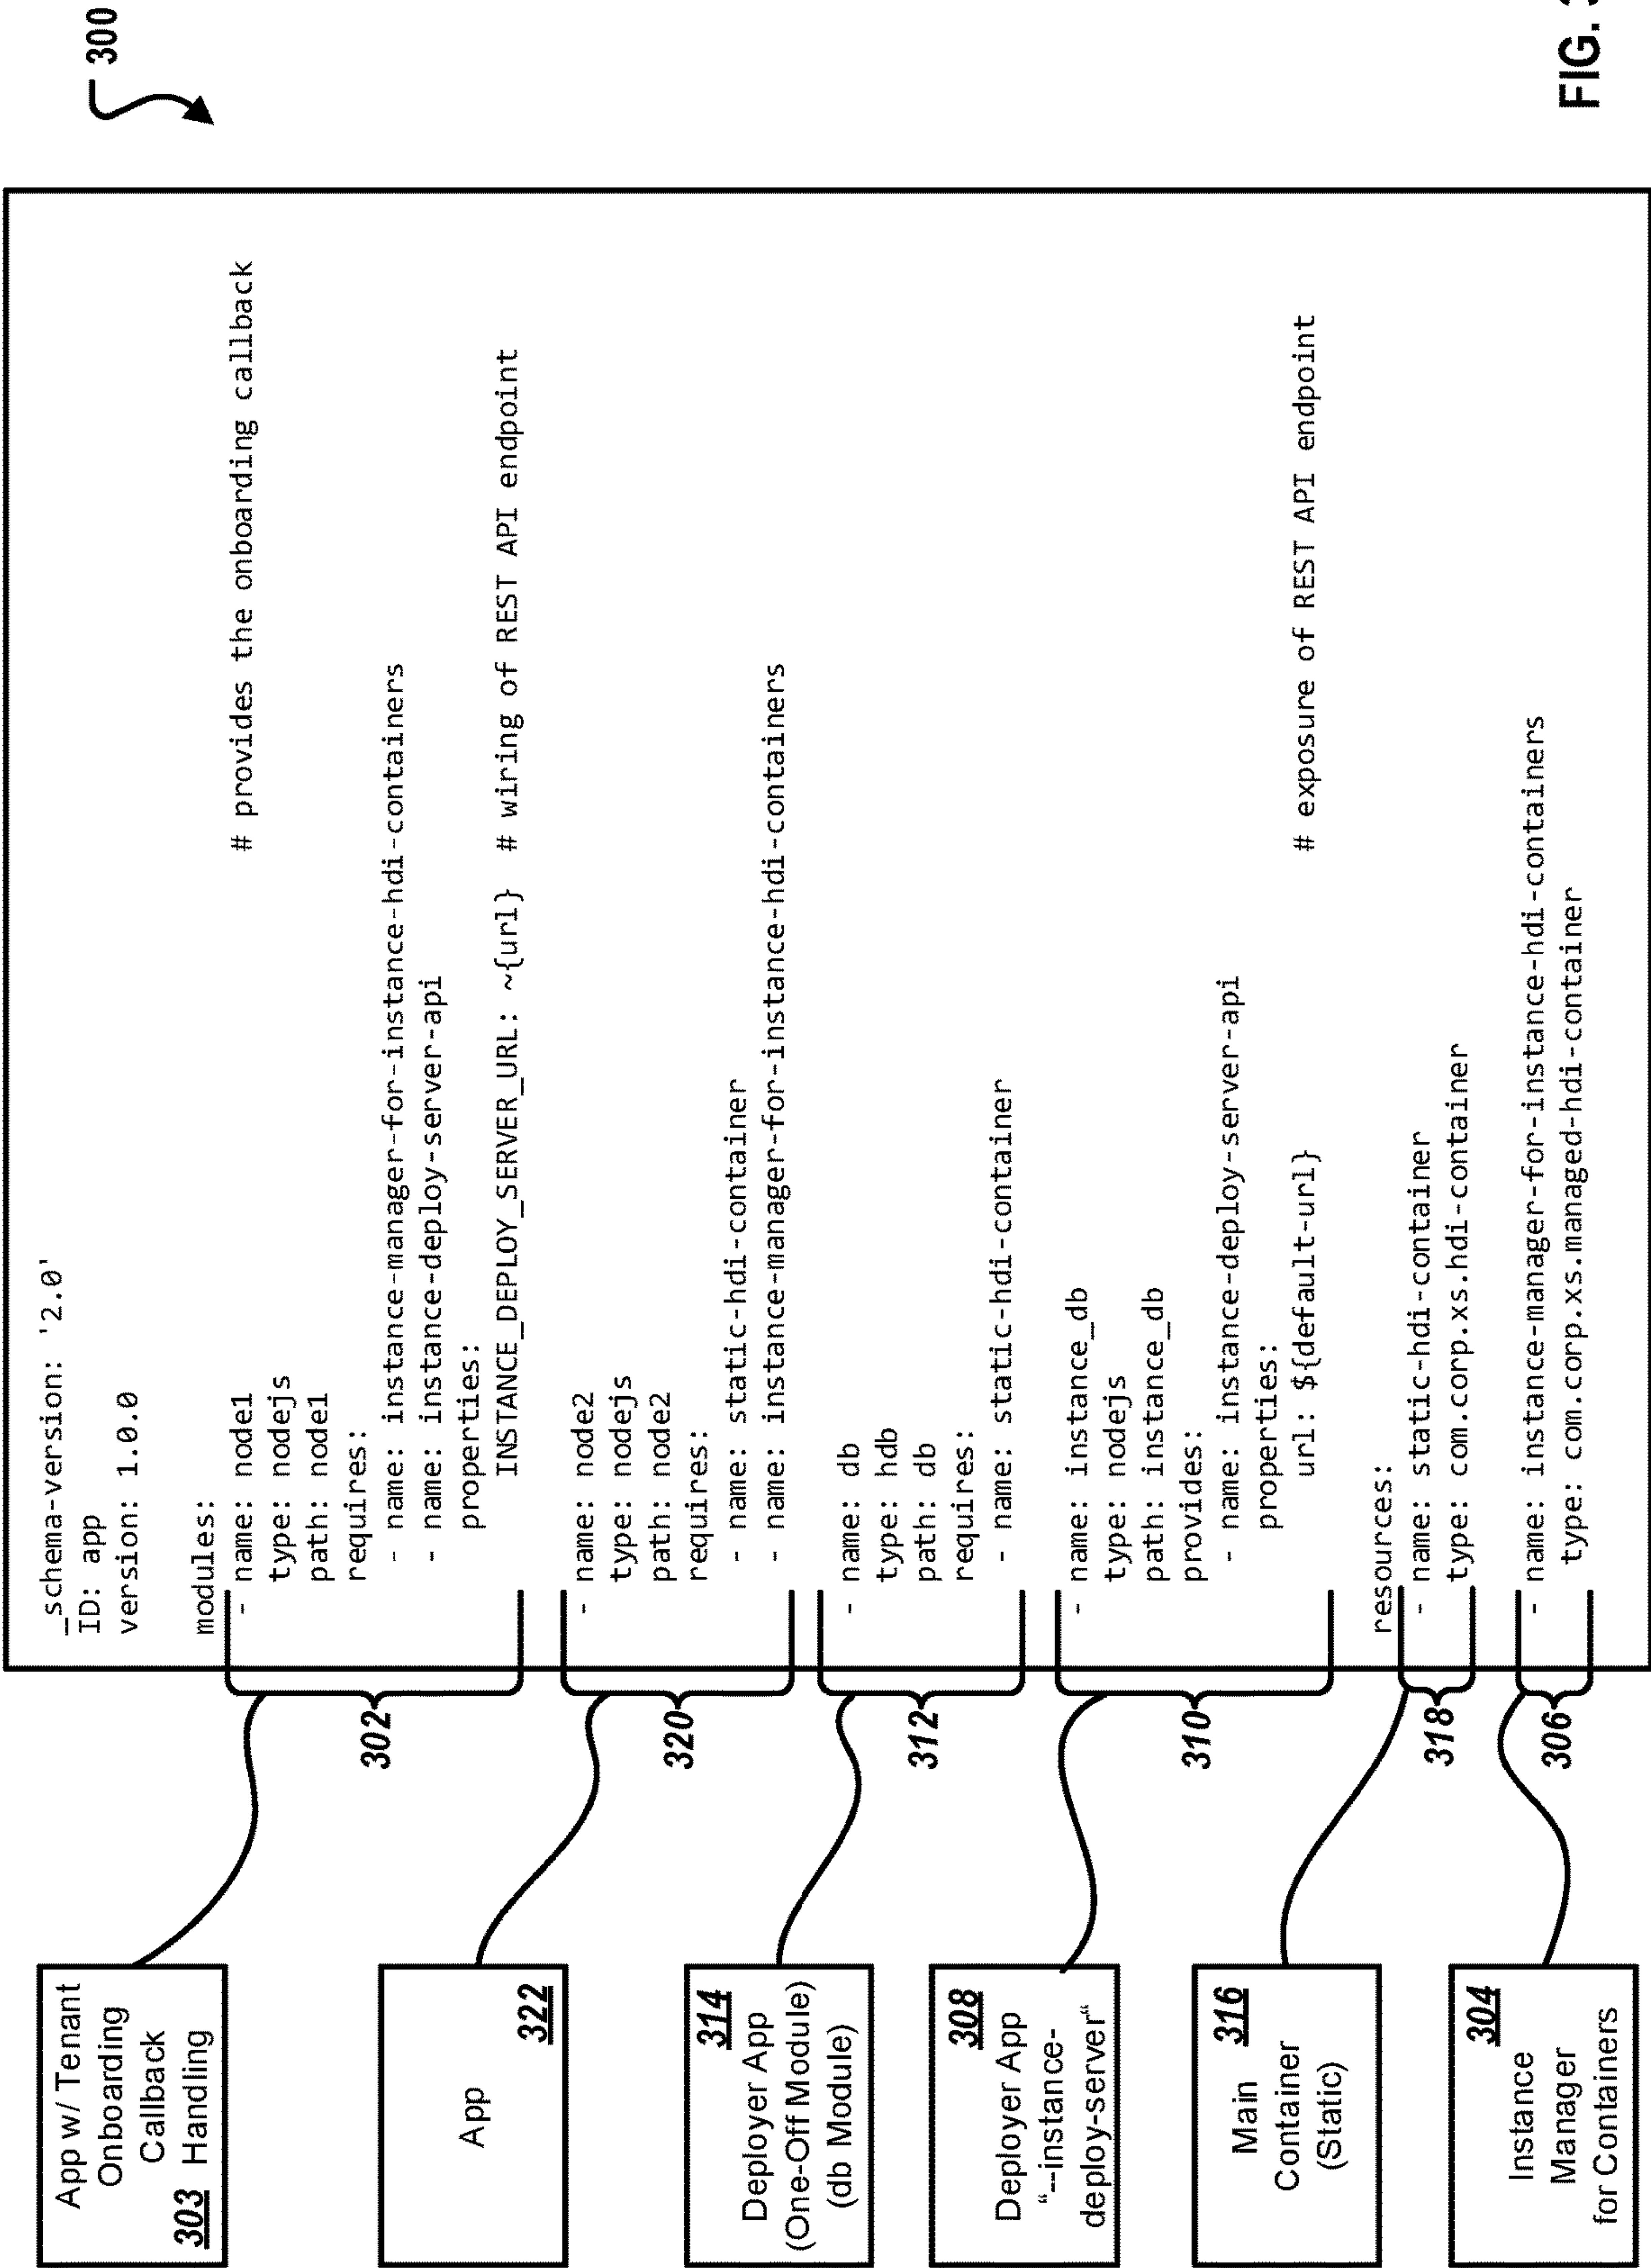 300
App w/ Tenant
Onboarding
Callback
303 Handling
App
322
314
Deployer App
(One-Off Module)
(db Module)
308
Deployer App
“--instance-
deploy-server“
316
Main
Container
(Static)
304
Instance
Manager
for Containers
302
320
312
310
318
306
_schema-version: '2.0'
ID: app
version: 1.0.0
modules:
- name: node1 # provides the onboarding callback
type: nodejs
path: node1
requires:
- name: instance-manager-for-instance-hdi-containers
- name: instance-deploy-server-api
properties:
INSTANCE_DEPLOY_SERVER_URL: ~{url} # wiring of REST API endpoint
- name: node2
type: nodejs
path: node2
requires:
- name: static-hdi-container
- name: instance-manager-for-instance-hdi-containers
- name: db
type: hdb
path: db
requires:
- name: static-hdi-container
- name: instance_db
type: nodejs
path: instance_db
provides:
- name: instance-deploy-server-api
properties:
url: ${default-url} # exposure of REST API endpoint
resources:
- name: static-hdi-container
type: com.corp.xs.hdi-container
- name: instance-manager-for-instance-hdi-containers
type: com.corp.xs.managed-hdi-container
FIG. 3